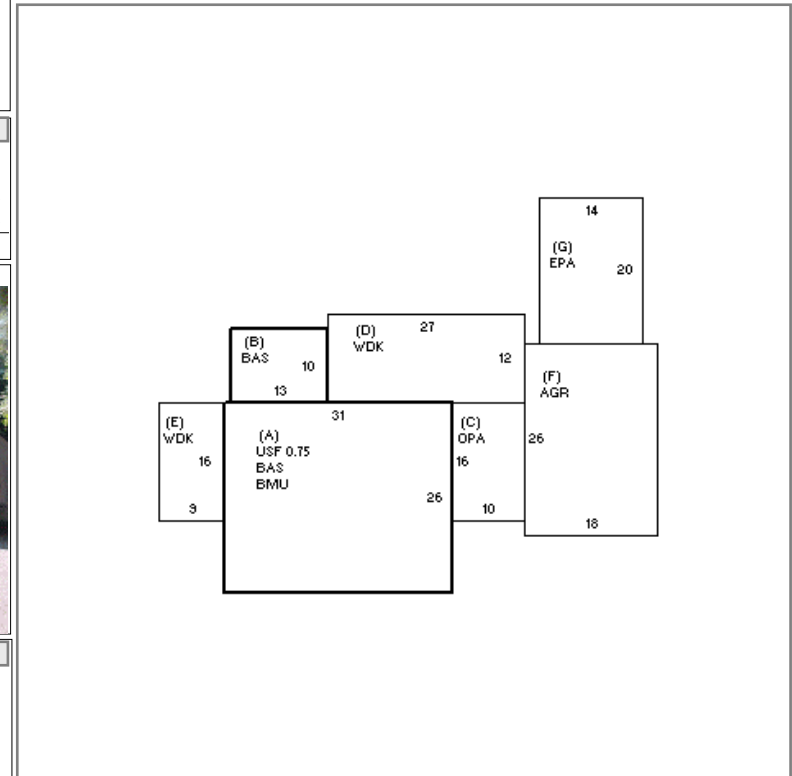 14
(G)
EPA
20
(D)
WDK
27
12
(B)
BAS
10
13
(F)
AGR
26
18
(E)
WDK
16
9
31
(A)
USF 0.75
BAS
BMU
26
(C)
OPA
16
10